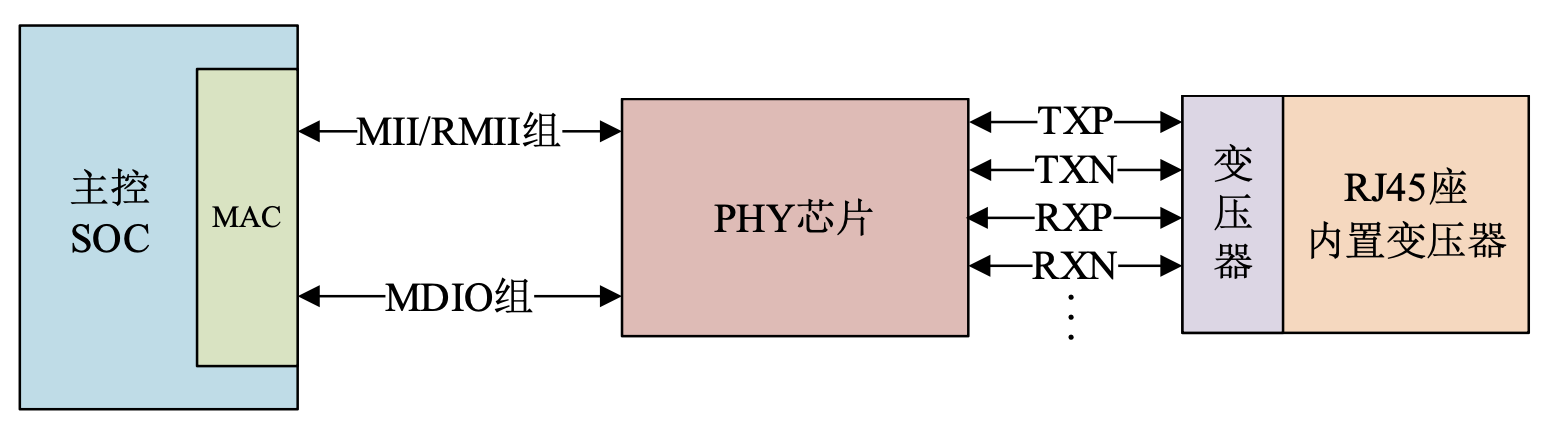 主控
SOC
MAC
MII/RMII组
MDIO组
PHY芯片
TXP
TXN
RXP
RXN
变
压
器
RJ45座
内置变压器